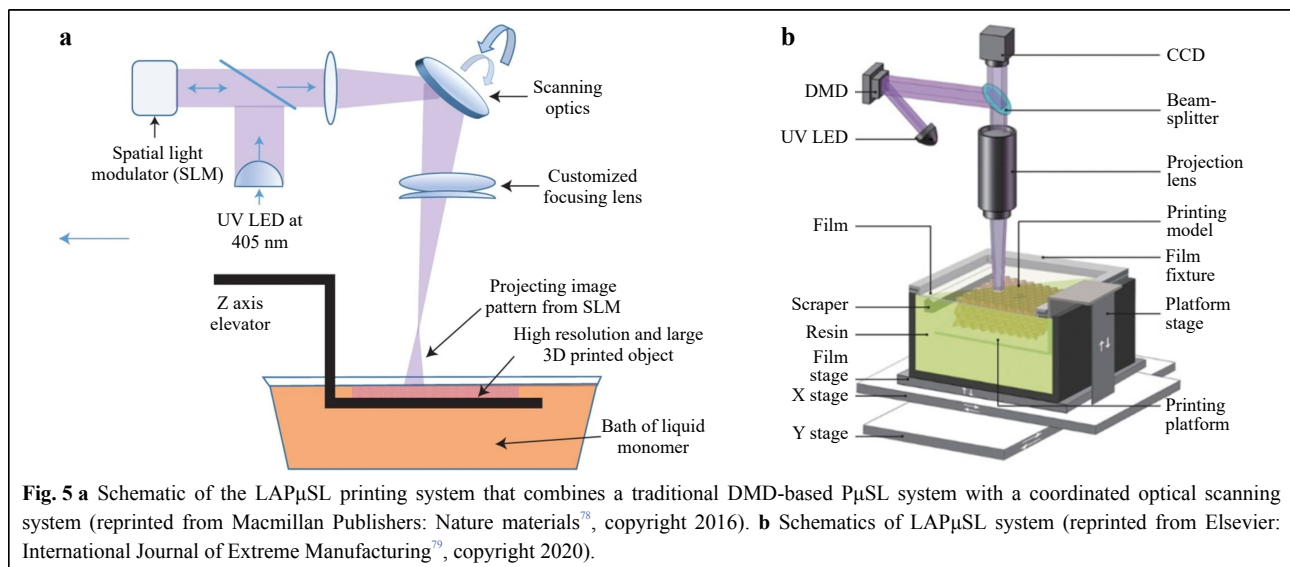 a
Scanning
optics
Spatial light
modulator (SLM)
UV LED at
405 nm
Customized
focusing lens
Z axis
elevator
Projecting image
pattern from SLM
High resolution and large
3D printed object
Bath of liquid
monomer
b
CCD
DMD
Beam-
splitter
UV LED
Projection
lens
Printing
model
Film
Film
fixture
Scraper
Platform
stage
Resin
Film
stage
X stage
Printing
platform
Y stage
Fig. 5 a Schematic of the LAPμSL printing system that combines a traditional DMD-based PμSL system with a coordinated optical scanning
system (reprinted from Macmillan Publishers: Nature materials78, copyright 2016). b Schematics of LAPμSL system (reprinted from Elsevier:
International Journal of Extreme Manufacturing79, copyright 2020).